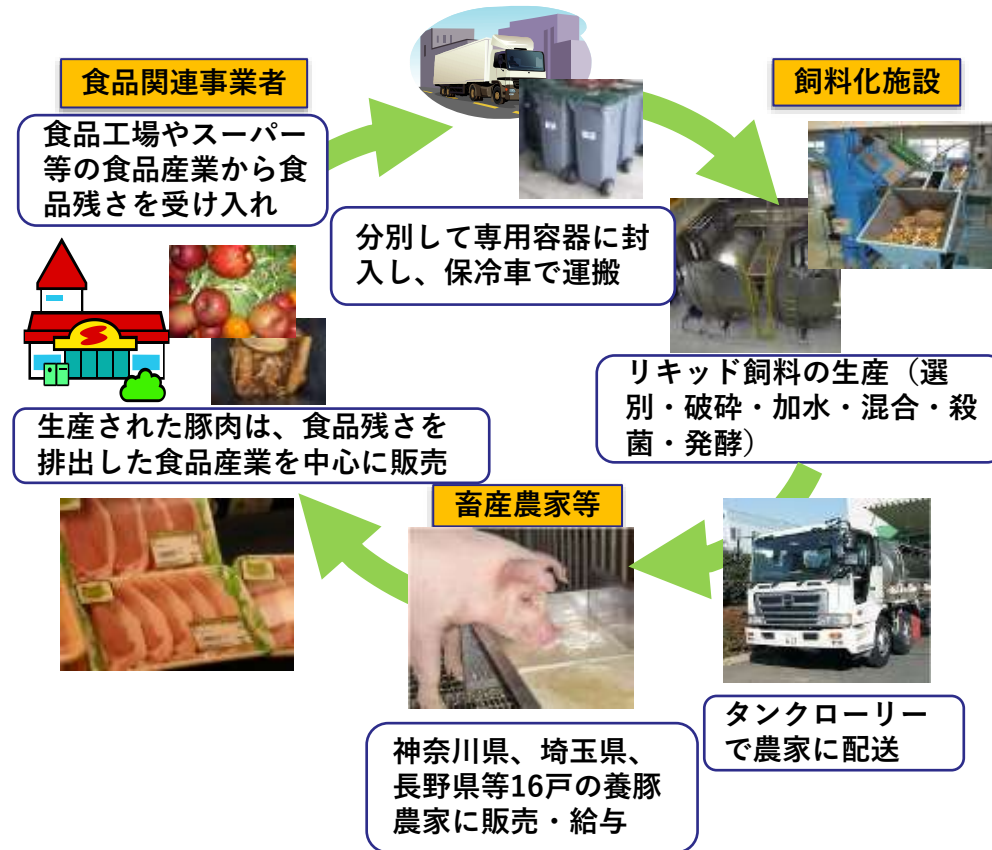 食品関連事業者
食品工場やスーパー
等の食品産業から食
品残さを受け入れ
分別して専用容器に封
入し、保冷車で運搬
飼料化施設
リキッド飼料の生産（選
別・破砕・加水・混合・殺
菌・発酵）
タンクローリー
で農家に配送
畜産農家等
神奈川県、埼玉県、
長野県等16戸の養豚
農家に販売・給与
生産された豚肉は、食品残さを
排出した食品産業を中心に販売